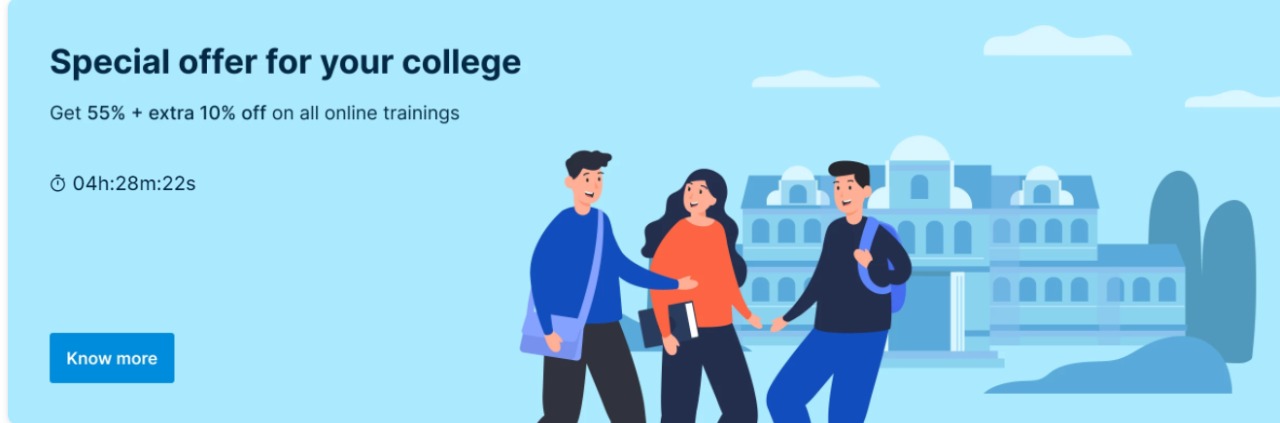 Special offer for your college
Get 55% + extra 10% off on all online trainings
04h:28m:22s
Know more